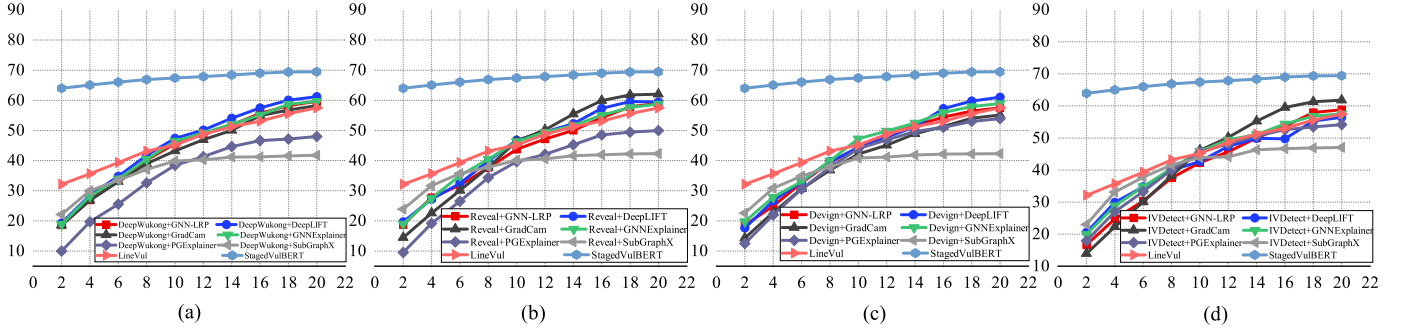 90
80
70
60
50
40
30
20
10
0 2 4 6 8 10 12 14 16 18 20 22
DeepWukong+GNN-LRP DeepWukong+DeepLIFT
DeepWukong+GradCam DeepWukong+GNNExplainer
DeepWukong+PGExplainer DeepWukong+SubGraphX
LineVul StagedVulBERT
(a)
90
80
70
60
50
40
30
20
10
0 2 4 6 8 10 12 14 16 18 20 22
Reveal+GNN-LRP Reveal+DeepLIFT
Reveal+GradCam Reveal+GNNExplainer
Reveal+PGExplainer Reveal+SubGraphX
LineVul StagedVulBERT
(b)
90
80
70
60
50
40
30
20
10
0 2 4 6 8 10 12 14 16 18 20 22
Devign+GNN-LRP Devign+DeepLIFT
Devign+GradCam Devign+GNNExplainer
Devign+PGExplainer Devign+SubGraphX
LineVul StagedVulBERT
(c)
90
80
70
60
50
40
30
20
10
0 2 4 6 8 10 12 14 16 18 20 22
IVDetect+GNN-LRP IVDetect+DeepLIFT
IVDetect+GradCam IVDetect+GNNExplainer
IVDetect+PGExplainer IVDetect+SubGraphX
LineVul StagedVulBERT
(d)